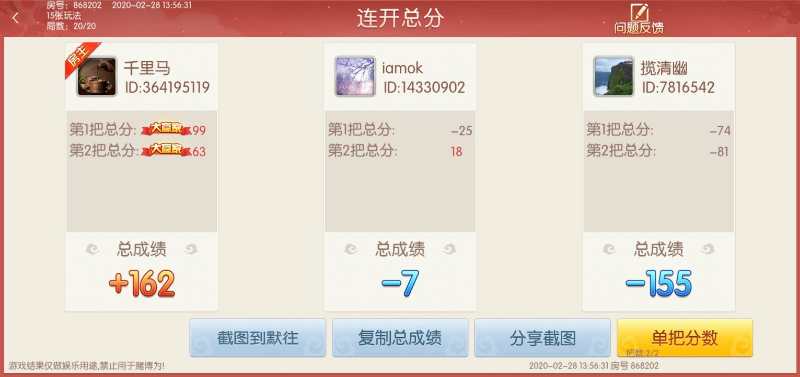 房号：868202 2020-02-28 13:56:31
15张玩法
局数：20/20
连开总分
问题反馈
房主
千里马
ID:364195119
第1把总分: 大赢家 99
第2把总分: 大赢家 63
总成绩
+162
iamok
ID:14330902
第1把总分: -25
第2把总分: 18
总成绩
-7
揽清幽
ID:7816542
第1把总分: -74
第2把总分: -81
总成绩
-155
截图到默往
复制总成绩
分享截图
单把分数
把数:2/2
游戏结果仅做娱乐用途,禁止用于赌博为!
2020-02-28 13:56:31 房号 868202